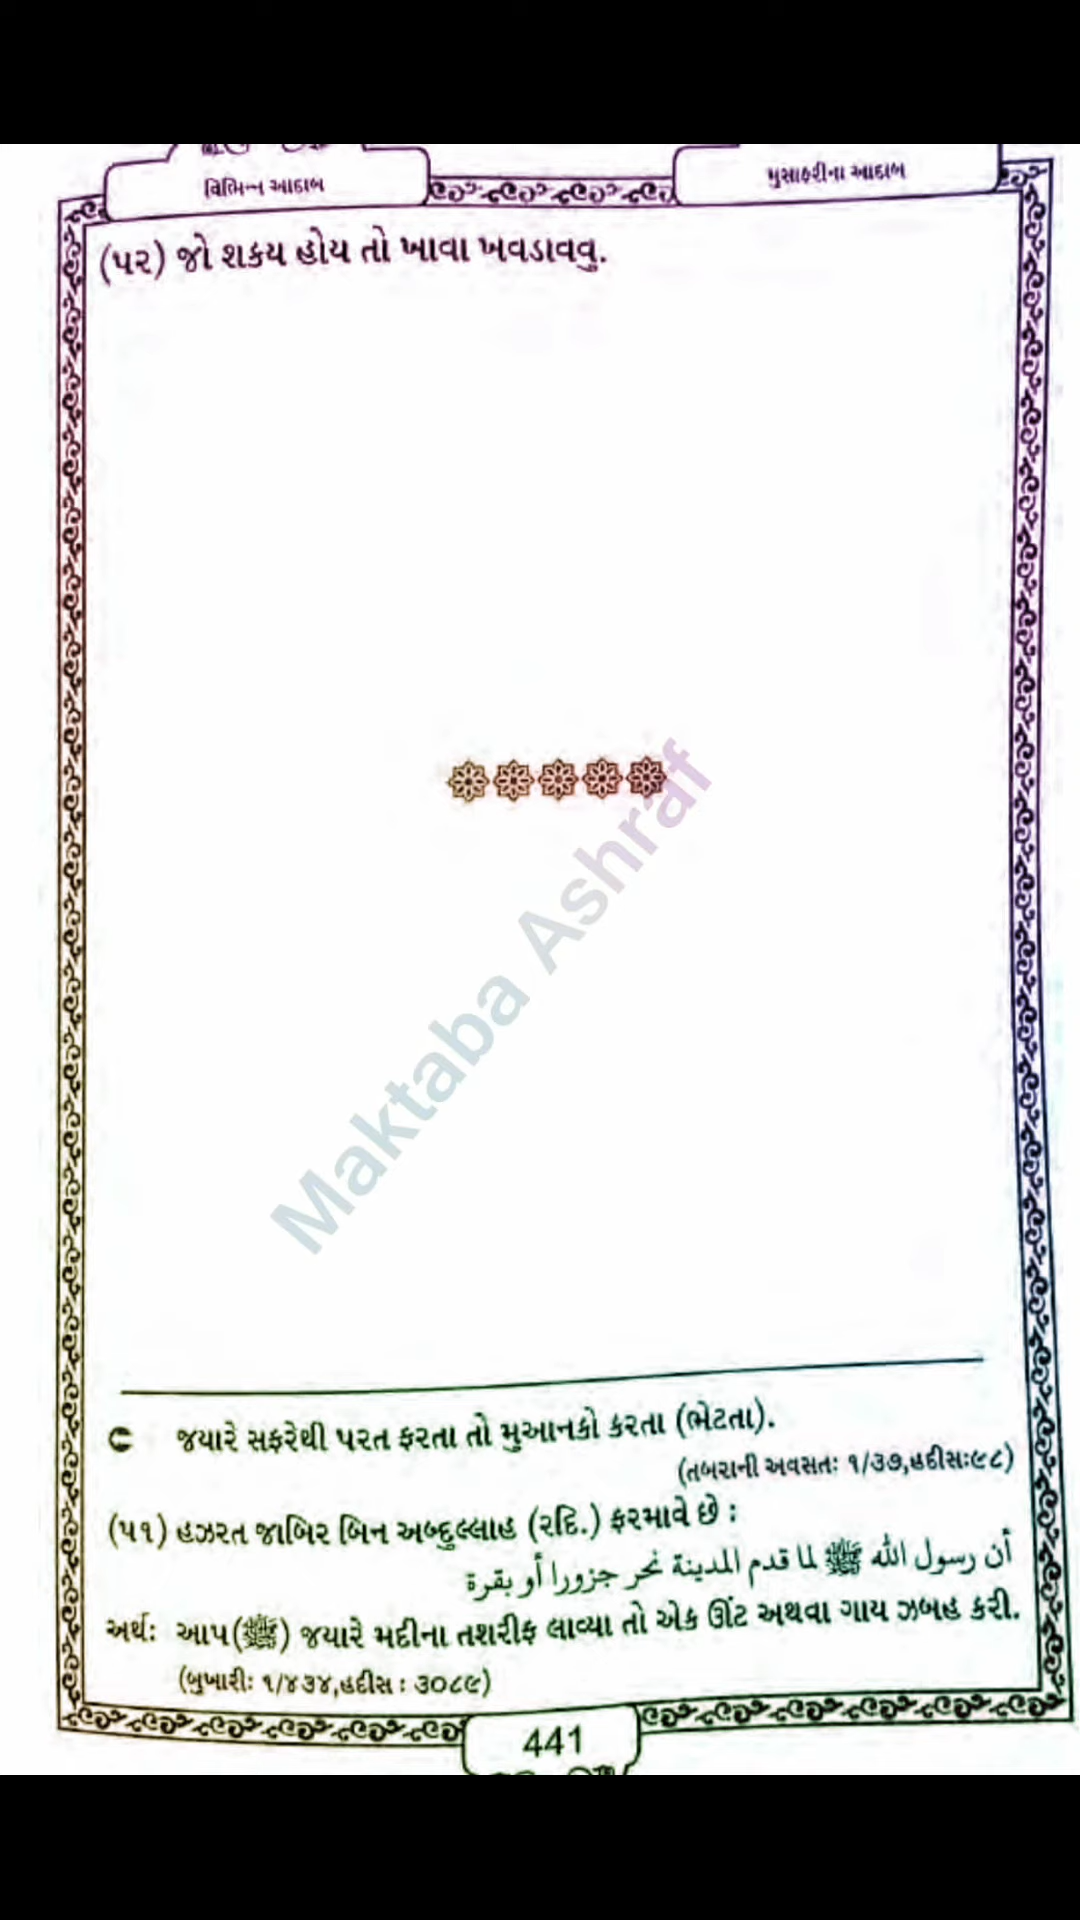 વિભિન્ન આદાબ
મુસાફરીના આદાબ
(૫૨) જો શકય હોય તો ખાવા ખવડાવવુ.
Maktaba Ashraf
જયારે સફરેથી પરત ફરતા તો મુઆનકો કરતા (ભેટતા).
(તબરાની અવસતઃ ૧/૩૭,હદીસઃ૯૮)
(૫૧) હઝરત જાબિર બિન અબ્દુલ્લાહ (રદિ.) ફરમાવે છે :
أن رسول الله ﷺ لما قدم المدينة نحر جزورا أو بقرة
અર્થઃ આપ(ﷺ) જયારે મદીના તશરીફ લાવ્યા તો એક ઊંટ અથવા ગાય ઝબહ કરી.
(બુખારીઃ ૧/૪૩૪,હદીસ : ૩૦૮૯)
441